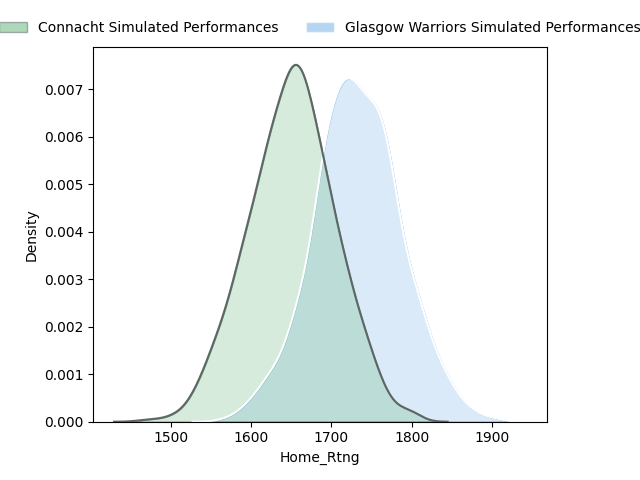 Connacht Simulated Performances
Glasgow Warriors Simulated Performances
0.007
0.006
0.005
0.004
0.003
0.002
0.001
0.000
Density
1500 1600 1700 1800 1900
Home_Rtng